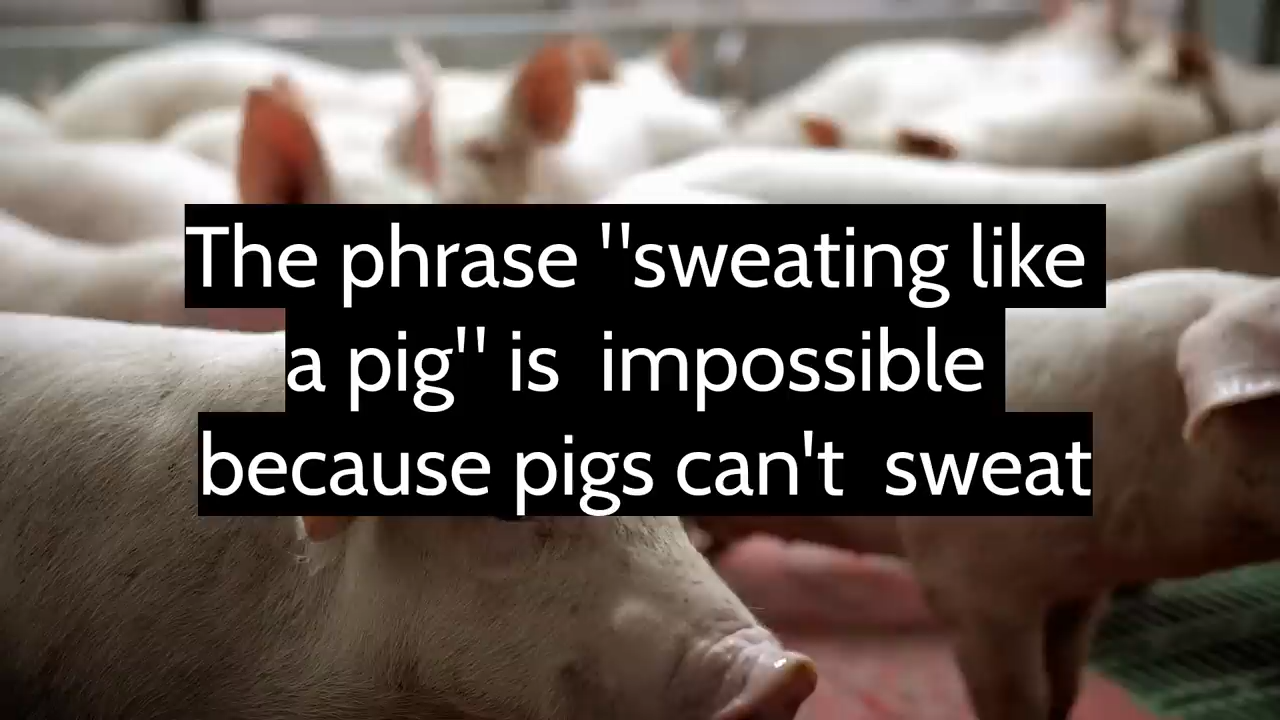 The phrase "sweating like
a pig" is  impossible
because pigs can't  sweat